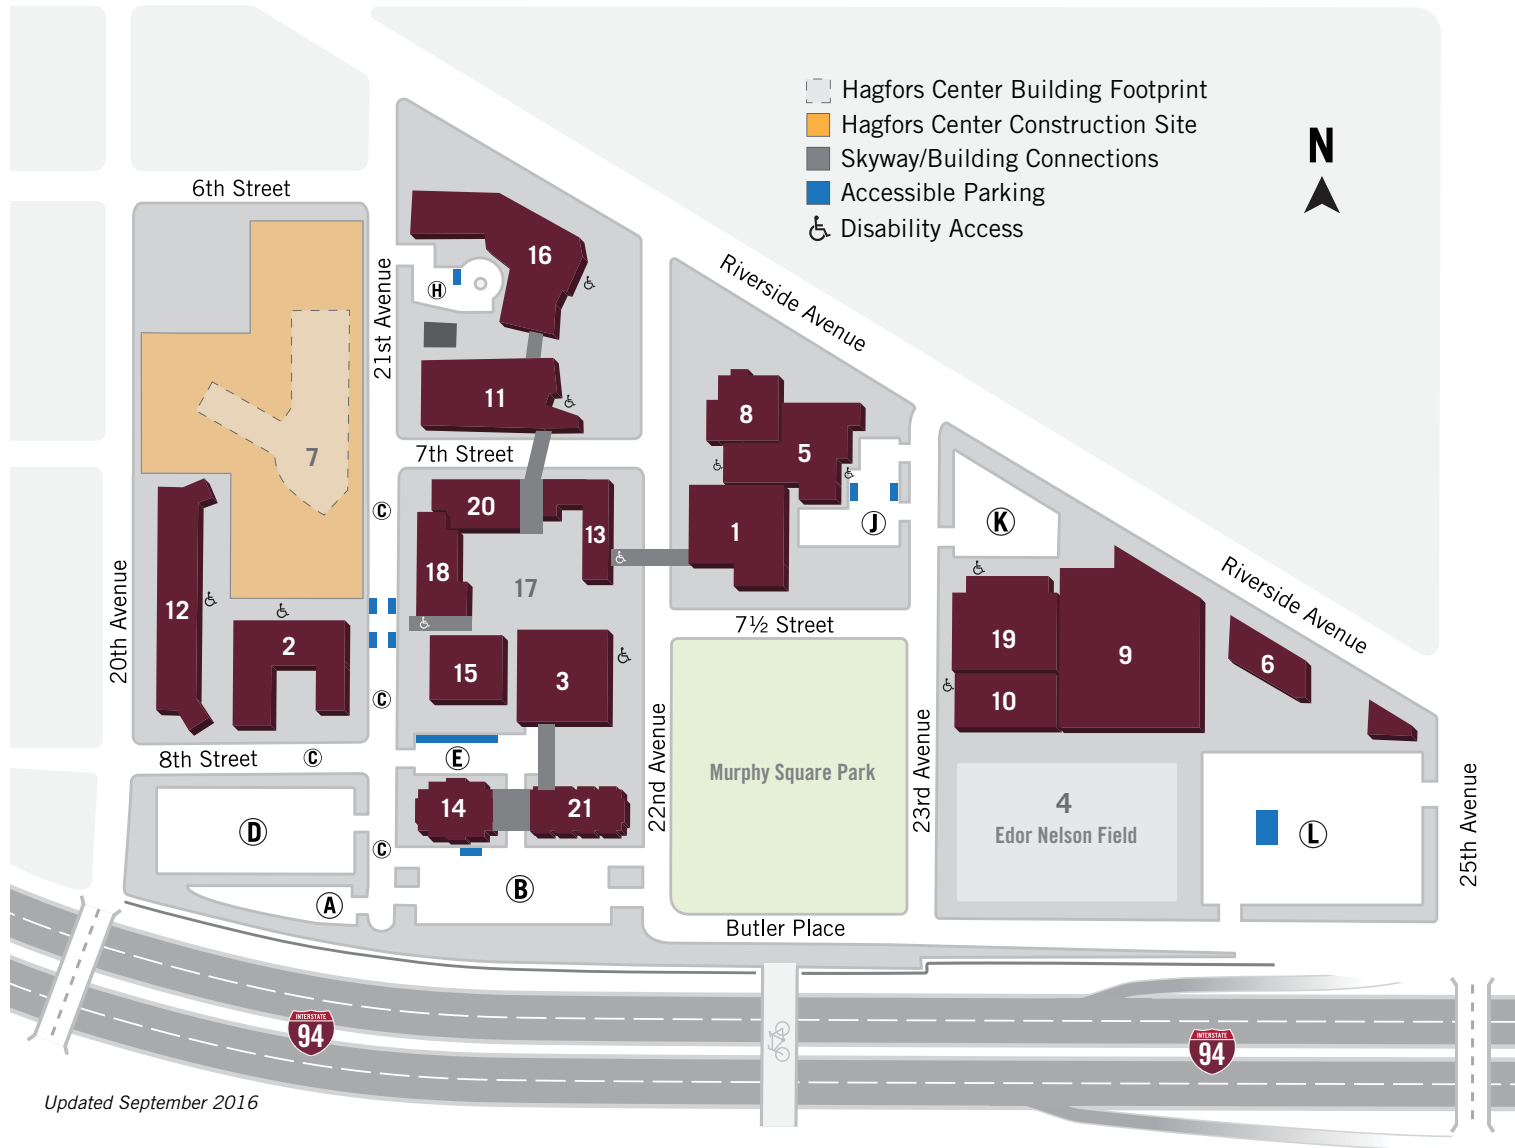 Hagfors Center Building Footprint
Hagfors Center Construction Site
Skyway/Building Connections
Accessible Parking
Disability Access
N
6th Street
21st Avenue
Riverside Avenue
16
H
11
8
5
7
7th Street
20
13
1
J
K
C
18
17
12
2
20th Avenue
7½ Street
Riverside Avenue
15
3
19
9
6
10
C
8th Street
C
E
22nd Avenue
Murphy Square Park
23rd Avenue
4
Edor Nelson Field
25th Avenue
14
21
D
L
C
B
A
Butler Place
INTERSTATE
94
INTERSTATE
94
Updated September 2016